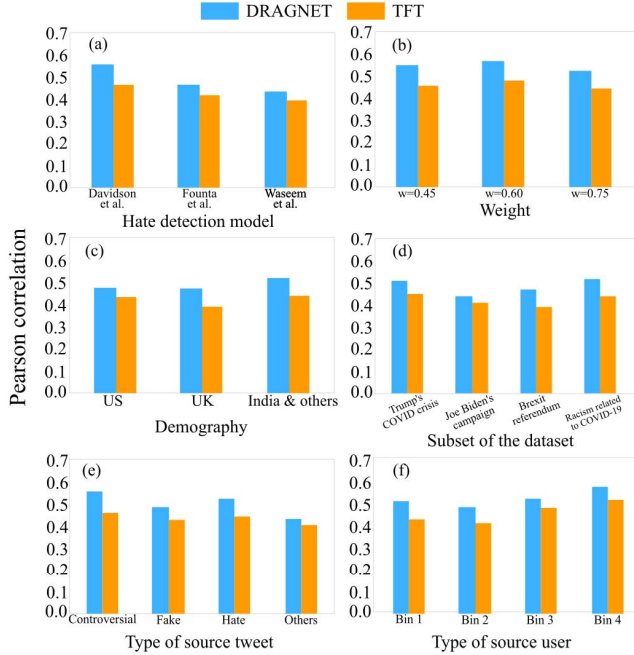 DRAGNET TFT
Pearson correlation
(a)
0.7
0.6
0.5
0.4
0.3
0.2
0.1
0.0
Davidson et al.
Founta et al.
Waseem et al.
Hate detection model
(b)
0.7
0.6
0.5
0.4
0.3
0.2
0.1
0.0
w=0.45 w=0.60 w=0.75
Weight
(c)
0.7
0.6
0.5
0.4
0.3
0.2
0.1
0.0
US UK India & others
Demography
(d)
0.7
0.6
0.5
0.4
0.3
0.2
0.1
0.0
Trump's
COVID crisis
Joe Biden's
campaign
Brexit
referendum
Racism related
to COVID-19
Subset of the dataset
(e)
0.7
0.6
0.5
0.4
0.3
0.2
0.1
0.0
Controversial Fake Hate Others
Type of source tweet
(f)
0.7
0.6
0.5
0.4
0.3
0.2
0.1
0.0
Bin 1 Bin 2 Bin 3 Bin 4
Type of source user